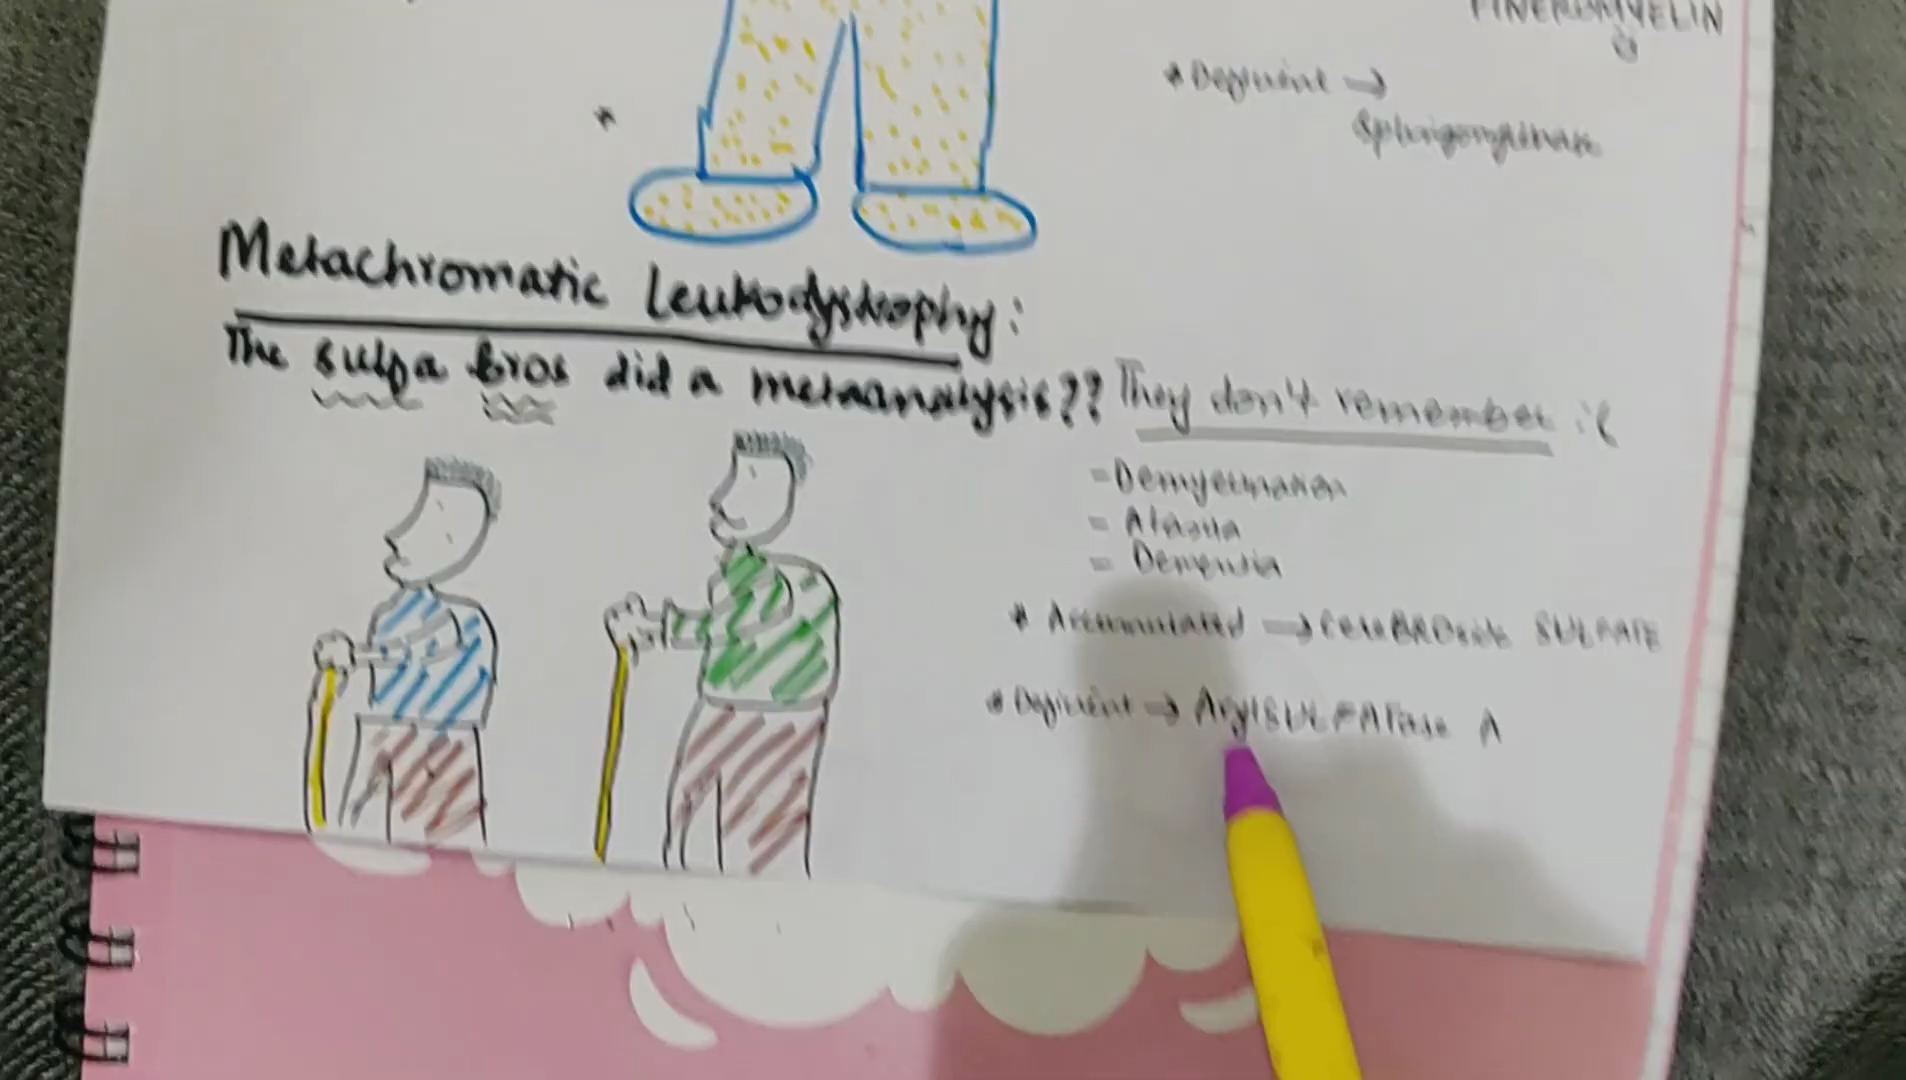 * Deficient →
Sphingomyelinase
Metachromatic Leukodystrophy:
The sulfa bros did a metaanalysis?? They don't remember :(
- Demyelination
- Ataxia
- Dementia
* Accumulated → CereBROside SULFATE
* Deficient → ArylSULFATase A